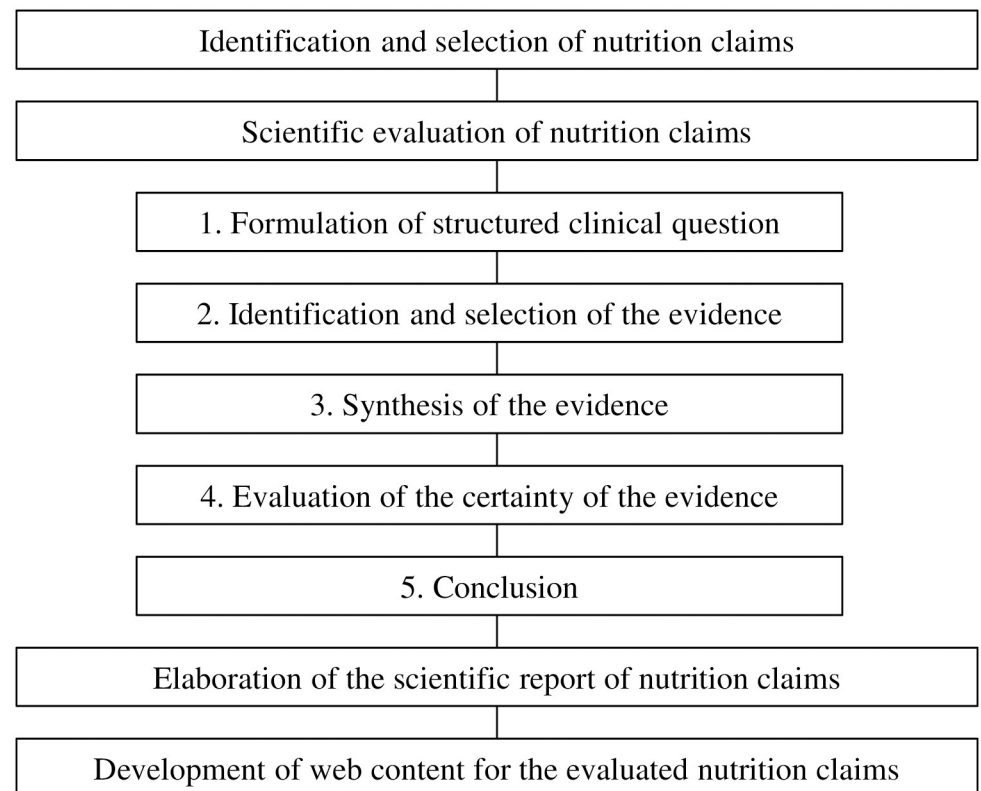 Identification and selection of nutrition claims
Scientific evaluation of nutrition claims
1. Formulation of structured clinical question
2. Identification and selection of the evidence
3. Synthesis of the evidence
4. Evaluation of the certainty of the evidence
5. Conclusion
Elaboration of the scientific report of nutrition claims
Development of web content for the evaluated nutrition claims